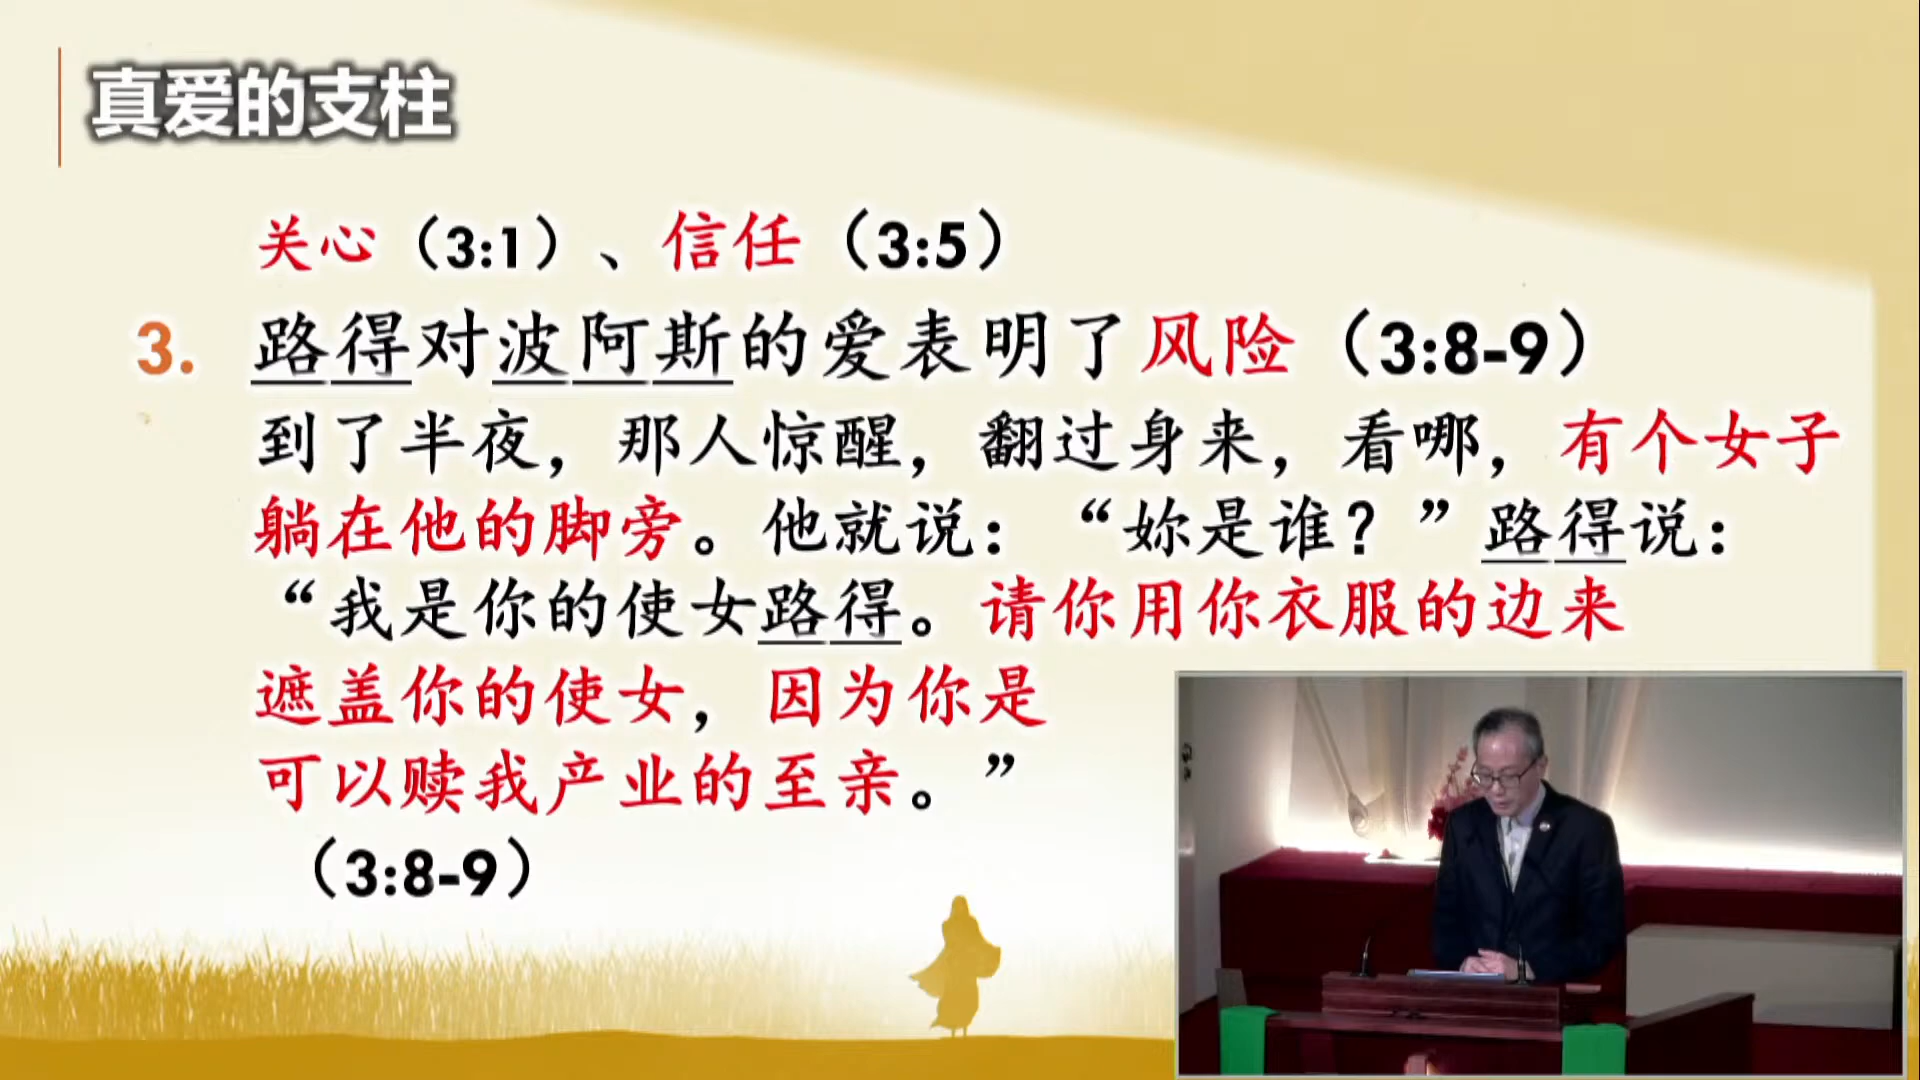 真爱的支柱
关心（3:1）、信任（3:5）
3. 路得对波阿斯的爱表明了风险（3:8-9）
到了半夜，那人惊醒，翻过身来，看哪，有个女子
躺在他的脚旁。他就说：“妳是谁？”路得说：
“我是你的使女路得。请你用你衣服的边来
遮盖你的使女，因为你是
可以赎我产业的至亲。”
（3:8-9）